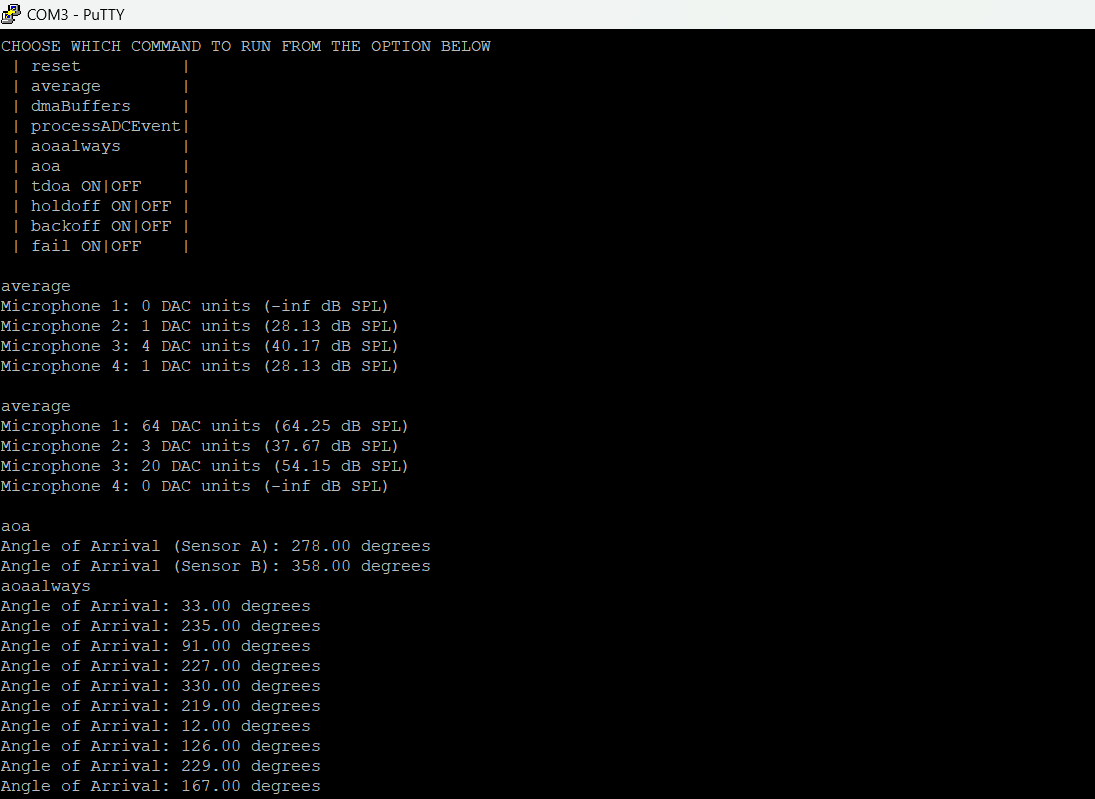 COM3 - PuTTY
CHOOSE WHICH COMMAND TO RUN FROM THE OPTION BELOW
| reset |
| average |
| dmaBuffers |
| processADCEvent|
| aoaalways |
| aoa |
| tdoa ON|OFF |
| holdoff ON|OFF |
| backoff ON|OFF |
| fail ON|OFF |
average
Microphone 1: 0 DAC units (-inf dB SPL)
Microphone 2: 1 DAC units (28.13 dB SPL)
Microphone 3: 4 DAC units (40.17 dB SPL)
Microphone 4: 1 DAC units (28.13 dB SPL)
average
Microphone 1: 64 DAC units (64.25 dB SPL)
Microphone 2: 3 DAC units (37.67 dB SPL)
Microphone 3: 20 DAC units (54.15 dB SPL)
Microphone 4: 0 DAC units (-inf dB SPL)
aoa
Angle of Arrival (Sensor A): 278.00 degrees
Angle of Arrival (Sensor B): 358.00 degrees
aoaalways
Angle of Arrival: 33.00 degrees
Angle of Arrival: 235.00 degrees
Angle of Arrival: 91.00 degrees
Angle of Arrival: 227.00 degrees
Angle of Arrival: 330.00 degrees
Angle of Arrival: 219.00 degrees
Angle of Arrival: 12.00 degrees
Angle of Arrival: 126.00 degrees
Angle of Arrival: 229.00 degrees
Angle of Arrival: 167.00 degrees